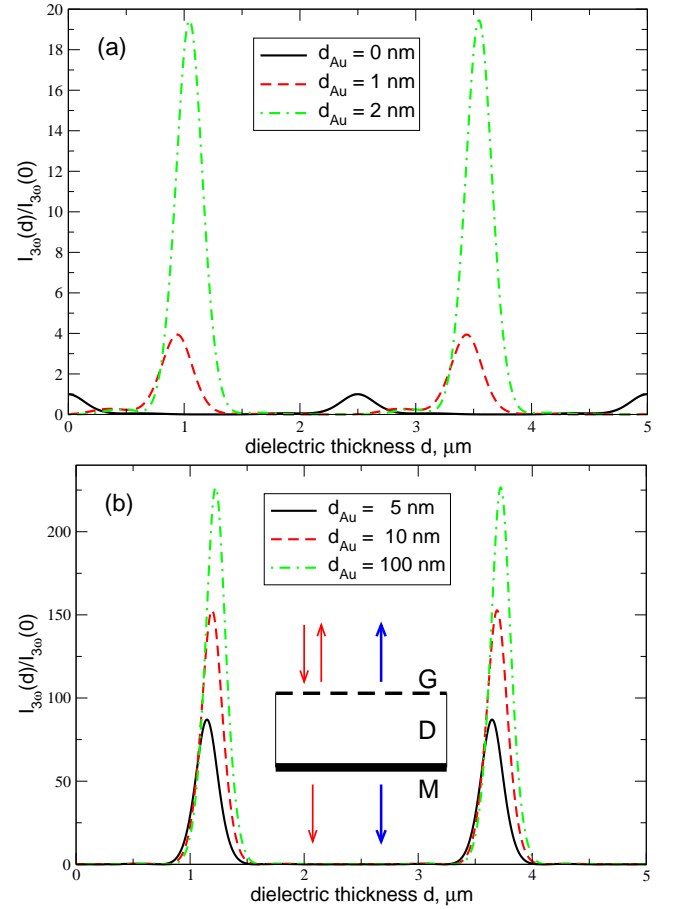 (a)
d_Au = 0 nm
d_Au = 1 nm
d_Au = 2 nm
I_3ω(d)/I_3ω(0)
0
2
4
6
8
10
12
14
16
18
20
0 1 2 3 4 5
dielectric thickness d, μm
(b)
d_Au = 5 nm
d_Au = 10 nm
d_Au = 100 nm
I_3ω(d)/I_3ω(0)
0
50
100
150
200
G
D
M
0 1 2 3 4 5
dielectric thickness d, μm